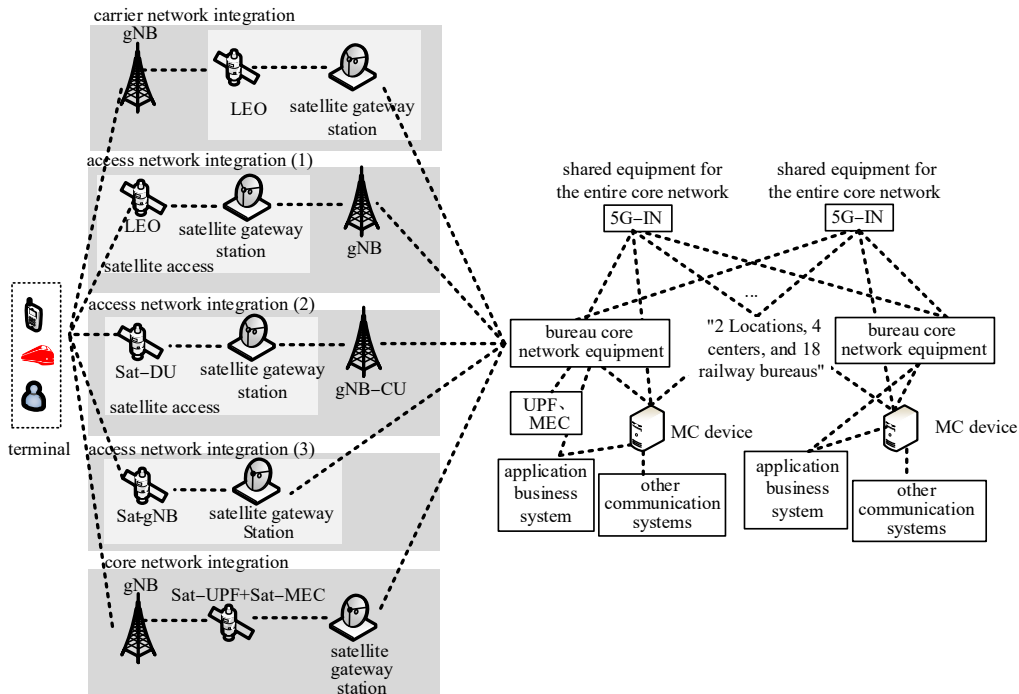 carrier network integration
gNB
LEO
satellite gateway
station
access network integration (1)
LEO
satellite gateway
station
gNB
satellite access
access network integration (2)
Sat–DU
satellite gateway
station
gNB–CU
satellite access
terminal
access network integration (3)
Sat-gNB
satellite gateway
Station
core network integration
gNB
Sat–UPF+Sat–MEC
satellite
gateway
station
shared equipment for
the entire core network
5G–IN
shared equipment for
the entire core network
5G–IN
...
bureau core
network equipment
"2 Locations, 4
centers, and 18
railway bureaus"
bureau core
network equipment
UPF、
MEC
MC device
application
business
system
other
communication
systems
MC device
application
business
system
other
communication
systems